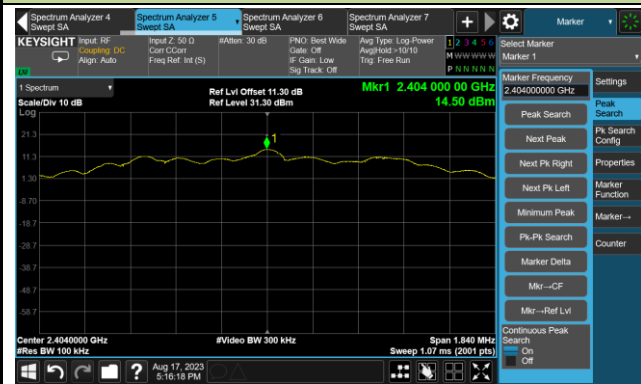 Spectrum Analyzer 4
Swept SA
Spectrum Analyzer 5
Swept SA
Spectrum Analyzer 6
Swept SA
Spectrum Analyzer 7
Swept SA
+
Marker
KEYSIGHT
Input: RF
Coupling: DC
Align: Auto
Input Z: 50 Ω
Corr CCorr
Freq Ref: Int (S)
#Atten: 30 dB
PNO: Best Wide
Gate: Off
IF Gain: Low
Sig Track: Off
Avg Type: Log-Power
Avg|Hold:>10/10
Trig: Free Run
1 2 3 4 5 6
M W W W W W
P N N N N N
Select Marker
Marker 1
LW
1 Spectrum
Scale/Div 10 dB
Log
Ref Lvl Offset 11.30 dB
Ref Level 31.30 dBm
Mkr1 2.404 000 00 GHz
14.50 dBm
1
21.3
11.3
1.30
-8.70
-18.7
-28.7
-38.7
-48.7
-58.7
Center 2.4040000 GHz
#Res BW 100 kHz
#Video BW 300 kHz
Span 1.840 MHz
Sweep 1.07 ms (2001 pts)
Marker Frequency
2.404000000 GHz
Peak Search
Next Peak
Next Pk Right
Next Pk Left
Minimum Peak
Pk-Pk Search
Marker Delta
Mkr→CF
Mkr→Ref Lvl
Continuous Peak
Search
On
Off
Settings
Peak
Search
Pk Search
Config
Properties
Marker
Function
Marker→
Counter
?
Aug 17, 2023
5:16:18 PM